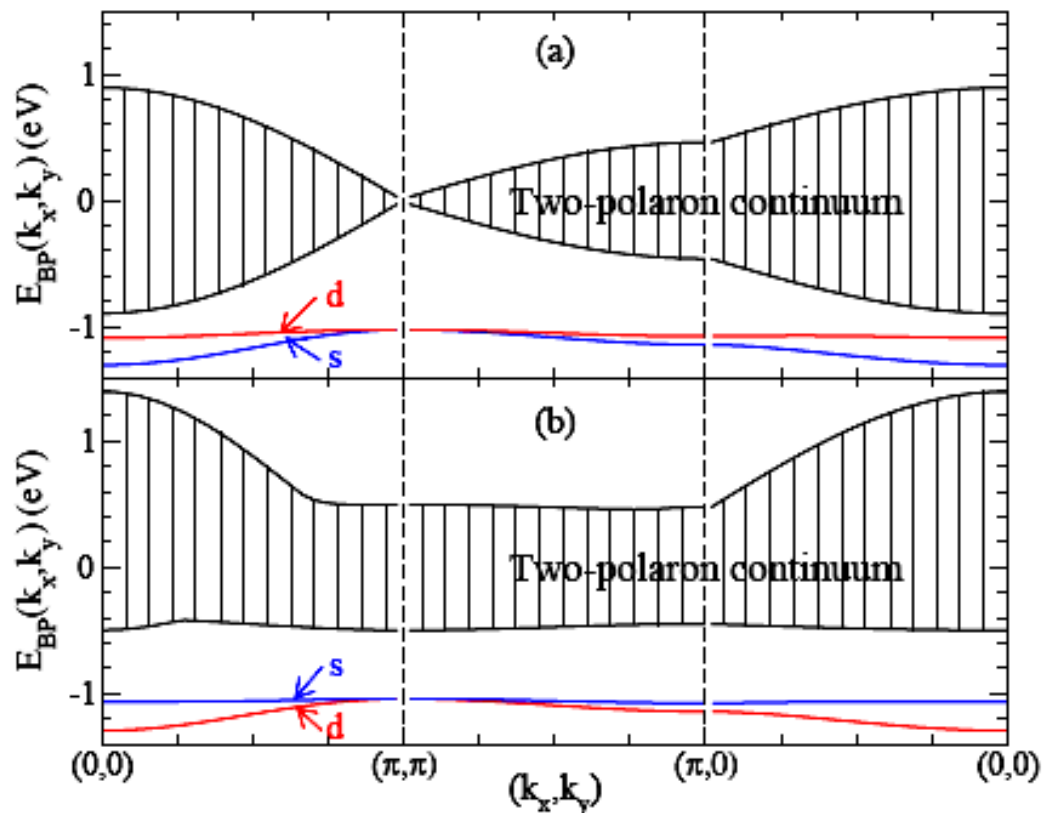 (a)
1
0
-1
E_BP(k_x,k_y) (eV)
Two-polaron continuum
d
s
(b)
1
0
-1
E_BP(k_x,k_y) (eV)
Two-polaron continuum
s
d
(0,0) (π,π) (π,0) (0,0)
(k_x,k_y)